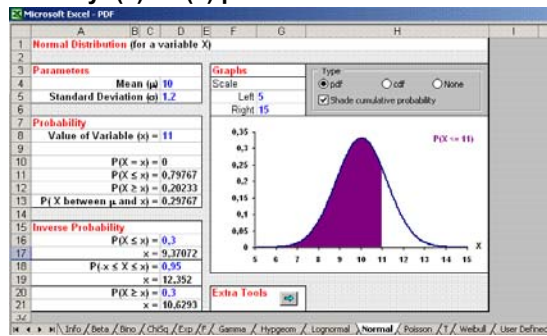 Microsoft Excel - PDF
A B C D E F G H I
1 Normal Distribution (for a variable X)
2
3 Parameters Graphs Type
4 Mean (μ) 10 Scale pdf cdf None
5 Standard Deviation (σ) 1,2 Left 5 Shade cumulative probability
6 Right 15
7 Probability
8 Value of Variable (x) = 11 0,35 P(X <= 11)
9 0,3
10 P(X = x) = 0 0,25
11 P(X ≤ x) = 0,79767 0,2
12 P(X ≥ x) = 0,20233 0,15
13 P( X between μ and x) = 0,29767
14 0,1
15 Inverse Probability 0,05
16 P(X ≤ x) = 0,3 0 X
17 x = 9,37072 5 6 7 8 9 10 11 12 13 14 15
18 P(-x ≤ X ≤ x) = 0,95
19 x = 12,352
20 P(X ≥ x) = 0,3 Extra Tools
21 x = 10,6293
Info / Beta / Bino / ChiSq / Exp / F / Gamma / Hypgeom / Lognormal / Normal / Poisson / T / Weibul / User Define